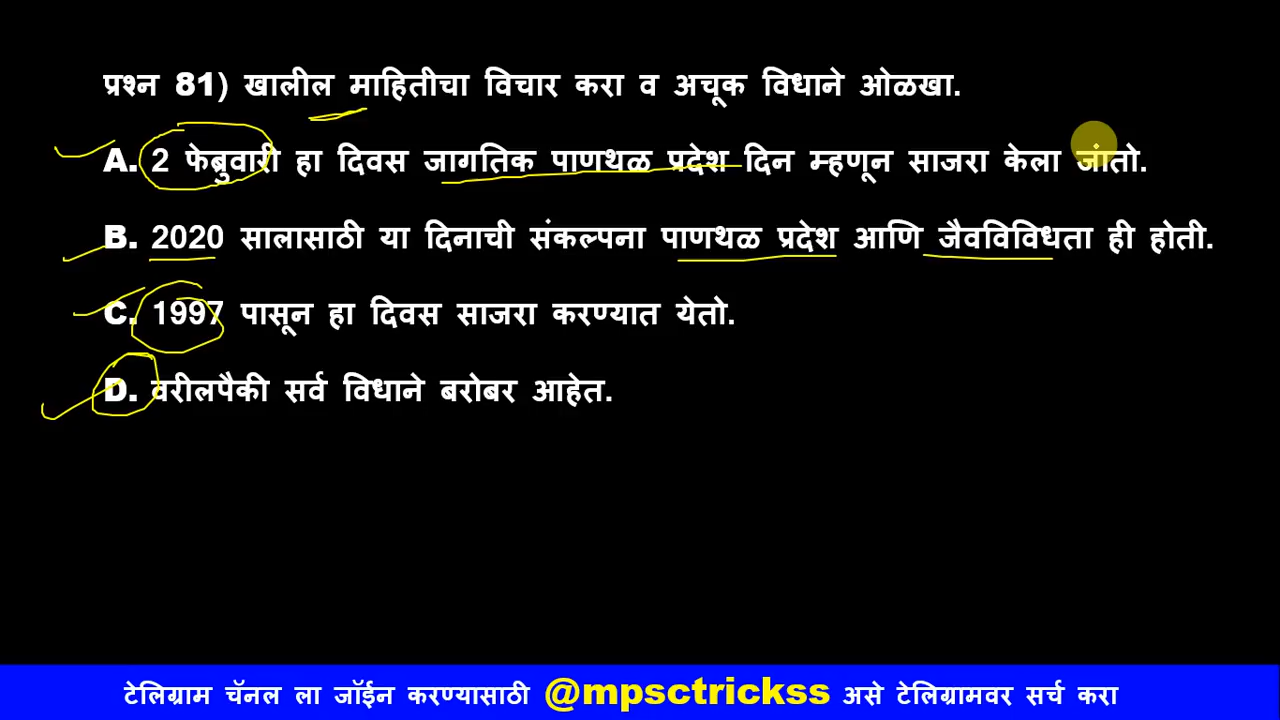 प्रश्न 81) खालील माहितीचा विचार करा व अचूक विधाने ओळखा.
A. 2 फेब्रुवारी हा दिवस जागतिक पाणथळ प्रदेश दिन म्हणून साजरा केला जातो.
B. 2020 सालासाठी या दिनाची संकल्पना पाणथळ प्रदेश आणि जैवविविधता ही होती.
C. 1997 पासून हा दिवस साजरा करण्यात येतो.
D. वरीलपैकी सर्व विधाने बरोबर आहेत.
टेलिग्राम चॅनल ला जॉईन करण्यासाठी @mpsctrickss असे टेलिग्रामवर सर्च करा